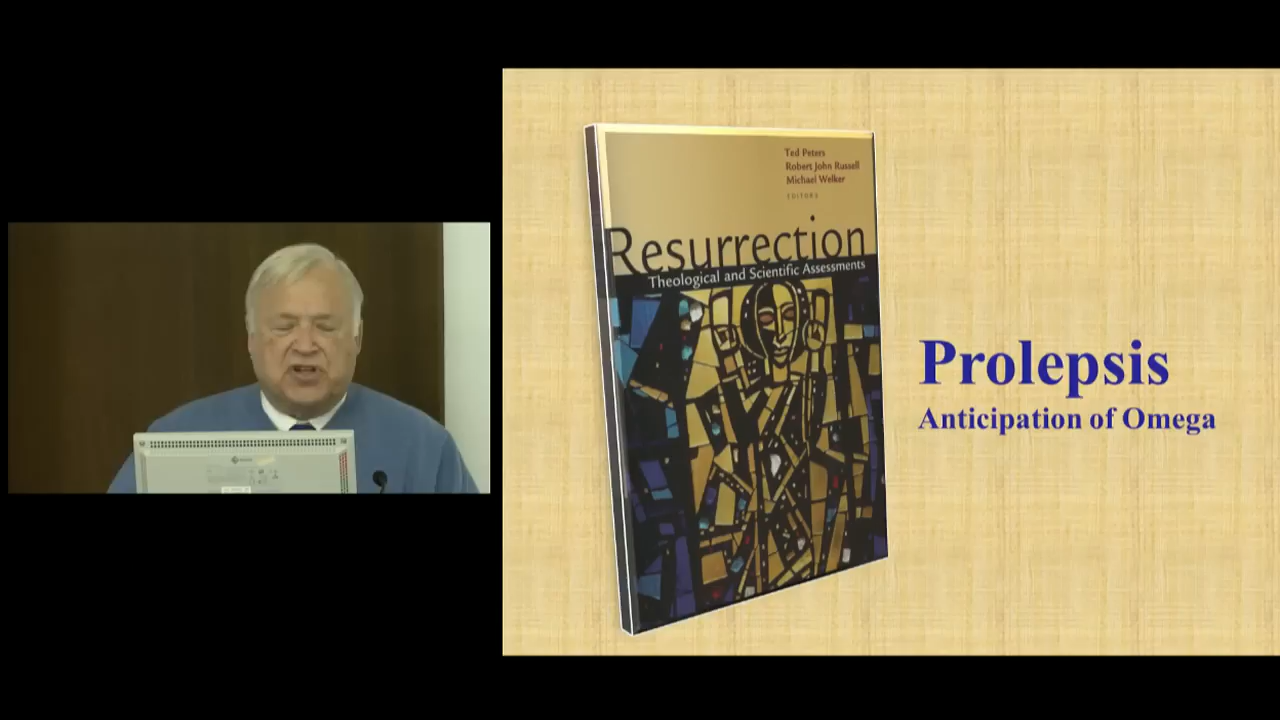 Ted Peters
Robert John Russell
Michael Welker
EDITORS
Resurrection
Theological and Scientific Assessments
Prolepsis
Anticipation of Omega